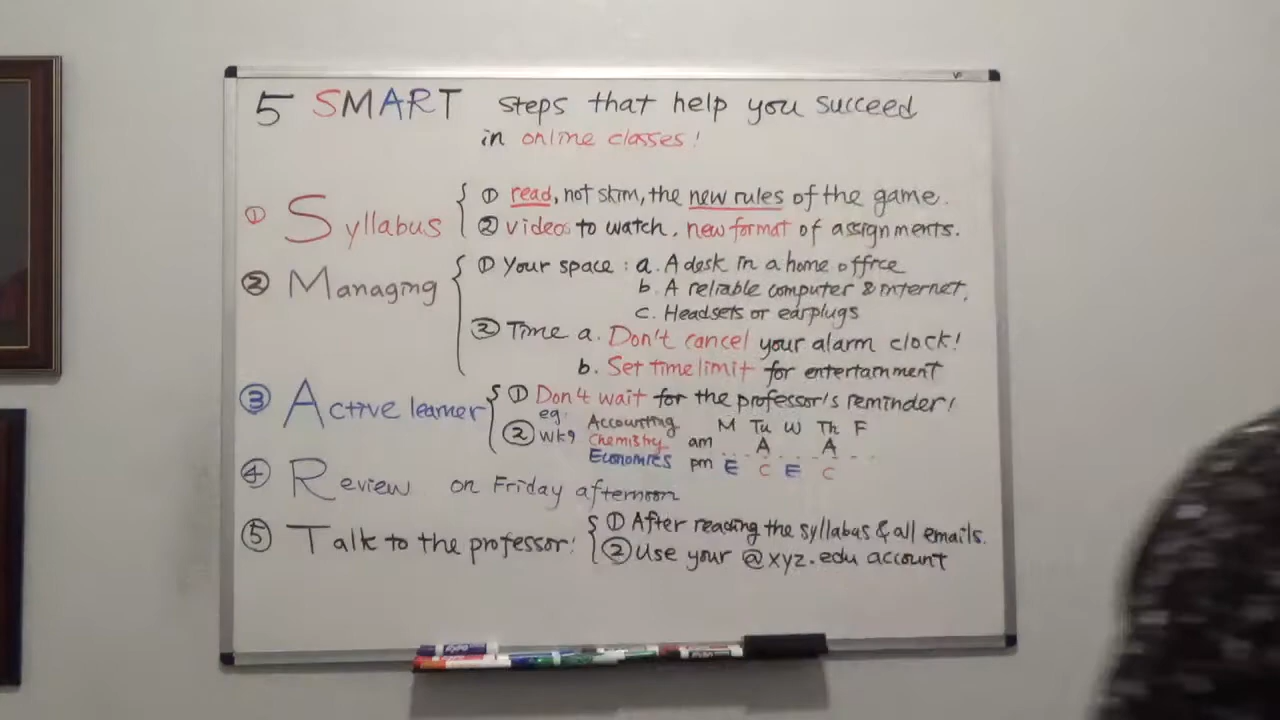 5 SMART steps that help you succeed
in online classes!
① Syllabus
① read, not skim, the new rules of the game.
② videos to watch, new format of assignments.
② Managing
① Your space : a. A desk in a home office
b. A reliable computer & internet,
c. Headsets or earplugs
② Time a. Don't cancel your alarm clock!
b. Set time limit for entertainment
③ Active learner
① Don't wait for the professor's reminder!
② eg. wk9
Accounting M Tu W Th F
Chemistry am A A
Economics pm E C E C
④ Review on Friday afternoon
⑤ Talk to the professor!
① After reading the syllabus & all emails.
② Use your @xyz.edu account